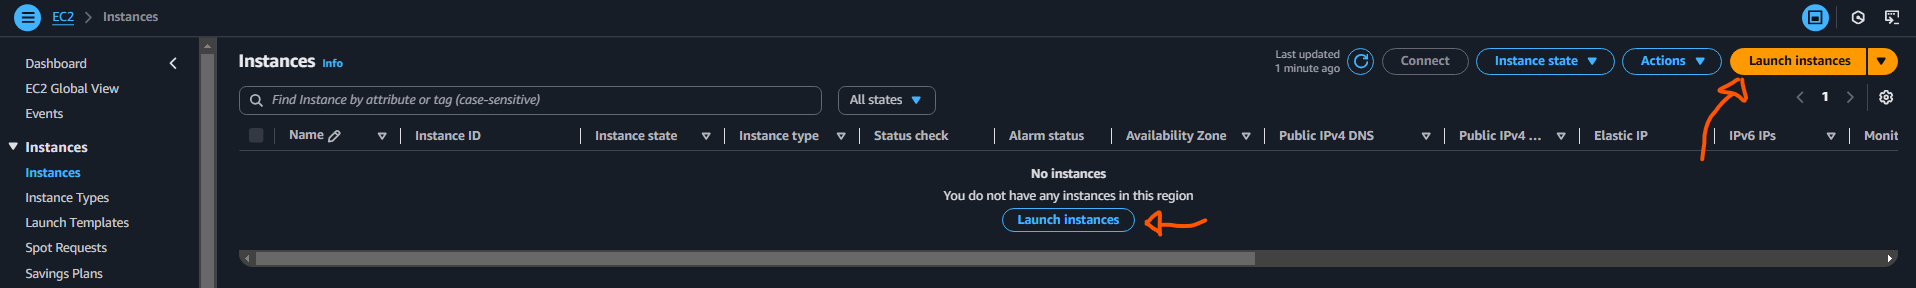 EC2 > Instances
Dashboard
EC2 Global View
Events
Instances
Instances
Instance Types
Launch Templates
Spot Requests
Savings Plans
Instances Info
Last updated
1 minute ago
Connect
Instance state
Actions
Launch instances
Find Instance by attribute or tag (case-sensitive)
All states
1
Name Instance ID Instance state Instance type Status check Alarm status Availability Zone Public IPv4 DNS Public IPv4 ... Elastic IP IPv6 IPs Monit
No instances
You do not have any instances in this region
Launch instances